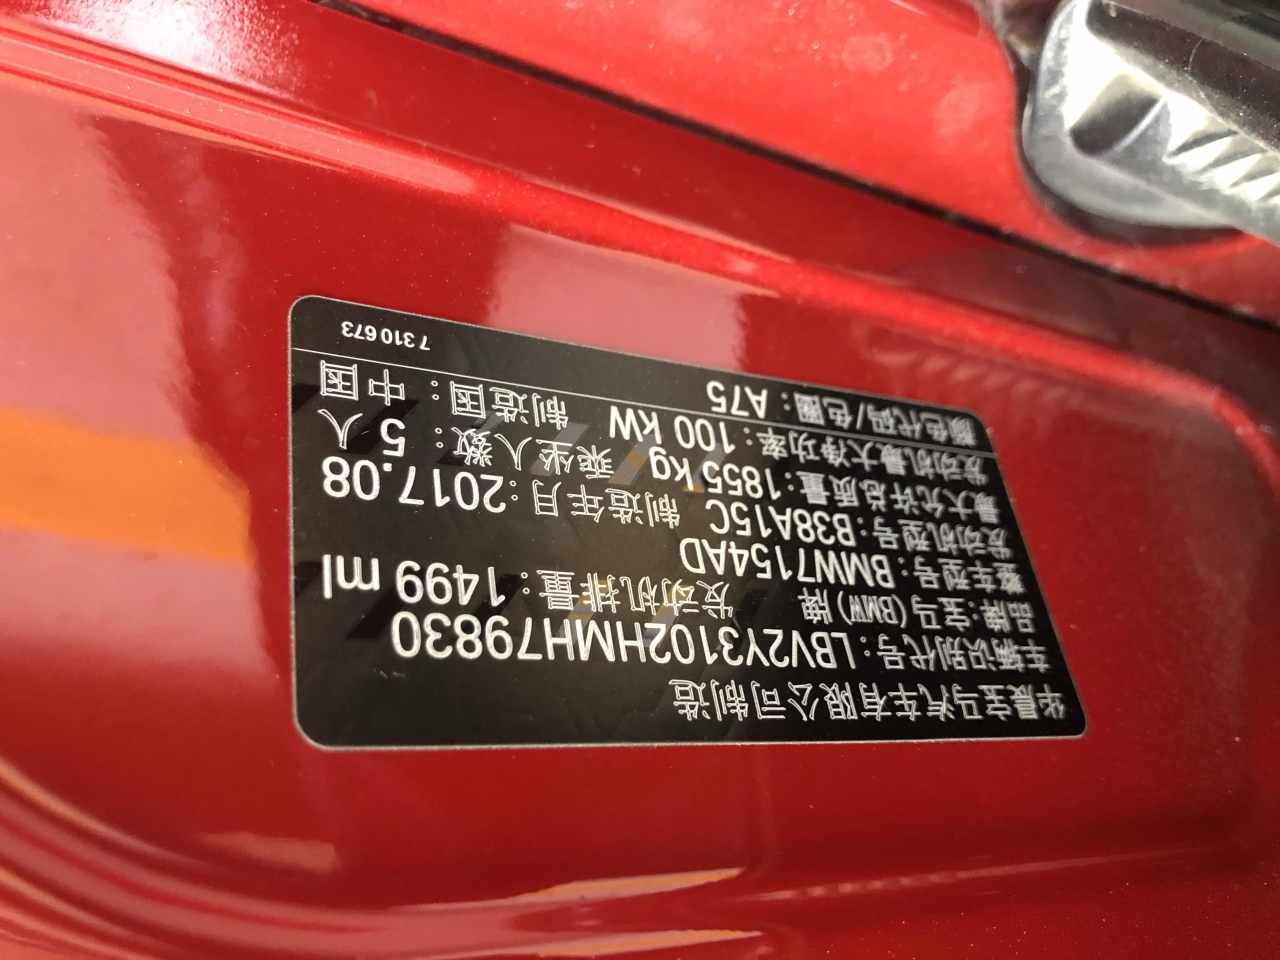 华晨宝马汽车有限公司制造
车辆识别代号：LBV2Y3102HMH79830
品牌：宝马(BMW)牌 发动机排量：1499 ml
整车型号：BMW7154AD
发动机型号：B38A15C 制造年月：2017.08
最大允许总质量：1855 kg 乘坐人数：5 人
发动机最大净功率：100 kW 制造国：中国
颜色代码/色圈：A75
7 310 673